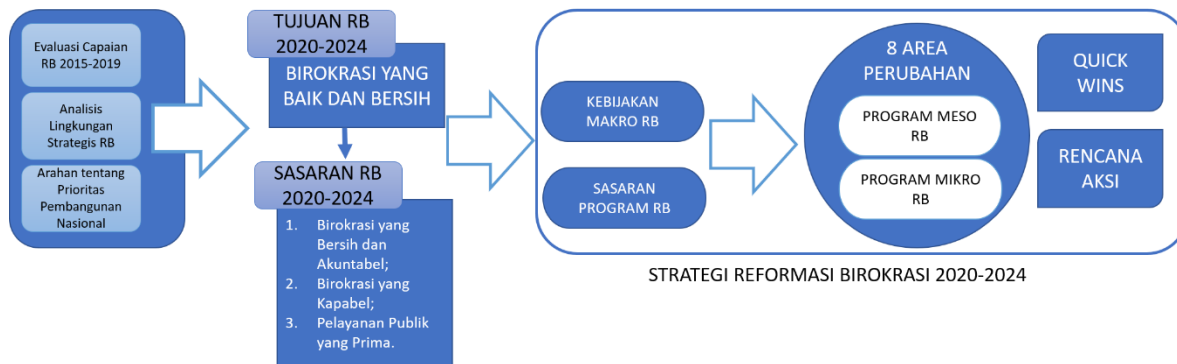 Evaluasi Capaian
RB 2015-2019
Analisis
Lingkungan
Strategis RB
Arahan tentang
Prioritas
Pembangunan
Nasional
TUJUAN RB
2020-2024
BIROKRASI YANG
BAIK DAN BERSIH
SASARAN RB
2020-2024
1. Birokrasi yang
Bersih dan
Akuntabel;
2. Birokrasi yang
Kapabel;
3. Pelayanan Publik
yang Prima.
KEBIJAKAN
MAKRO RB
SASARAN
PROGRAM RB
8 AREA
PERUBAHAN
PROGRAM MESO
RB
PROGRAM MIKRO
RB
QUICK
WINS
RENCANA
AKSI
STRATEGI REFORMASI BIROKRASI 2020-2024